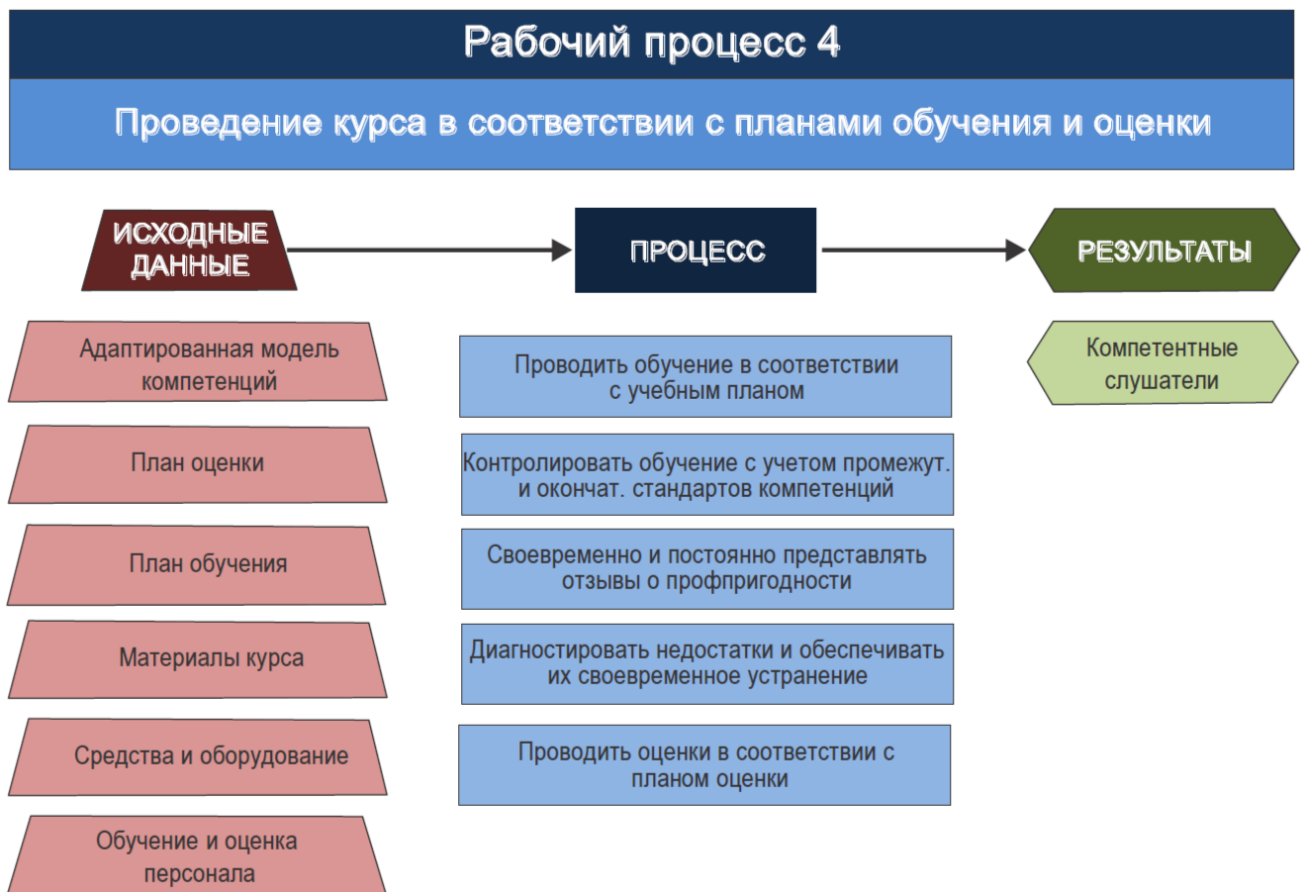 Рабочий процесс 4
Проведение курса в соответствии с планами обучения и оценки
ИСХОДНЫЕ
ДАННЫЕ
ПРОЦЕСС
РЕЗУЛЬТАТЫ
Адаптированная модель
компетенций
План оценки
План обучения
Материалы курса
Средства и оборудование
Обучение и оценка
персонала
Проводить обучение в соответствии
с учебным планом
Контролировать обучение с учетом промежут.
и окончат. стандартов компетенций
Своевременно и постоянно представлять
отзывы о профпригодности
Диагностировать недостатки и обеспечивать
их своевременное устранение
Проводить оценки в соответствии с
планом оценки
Компетентные
слушатели